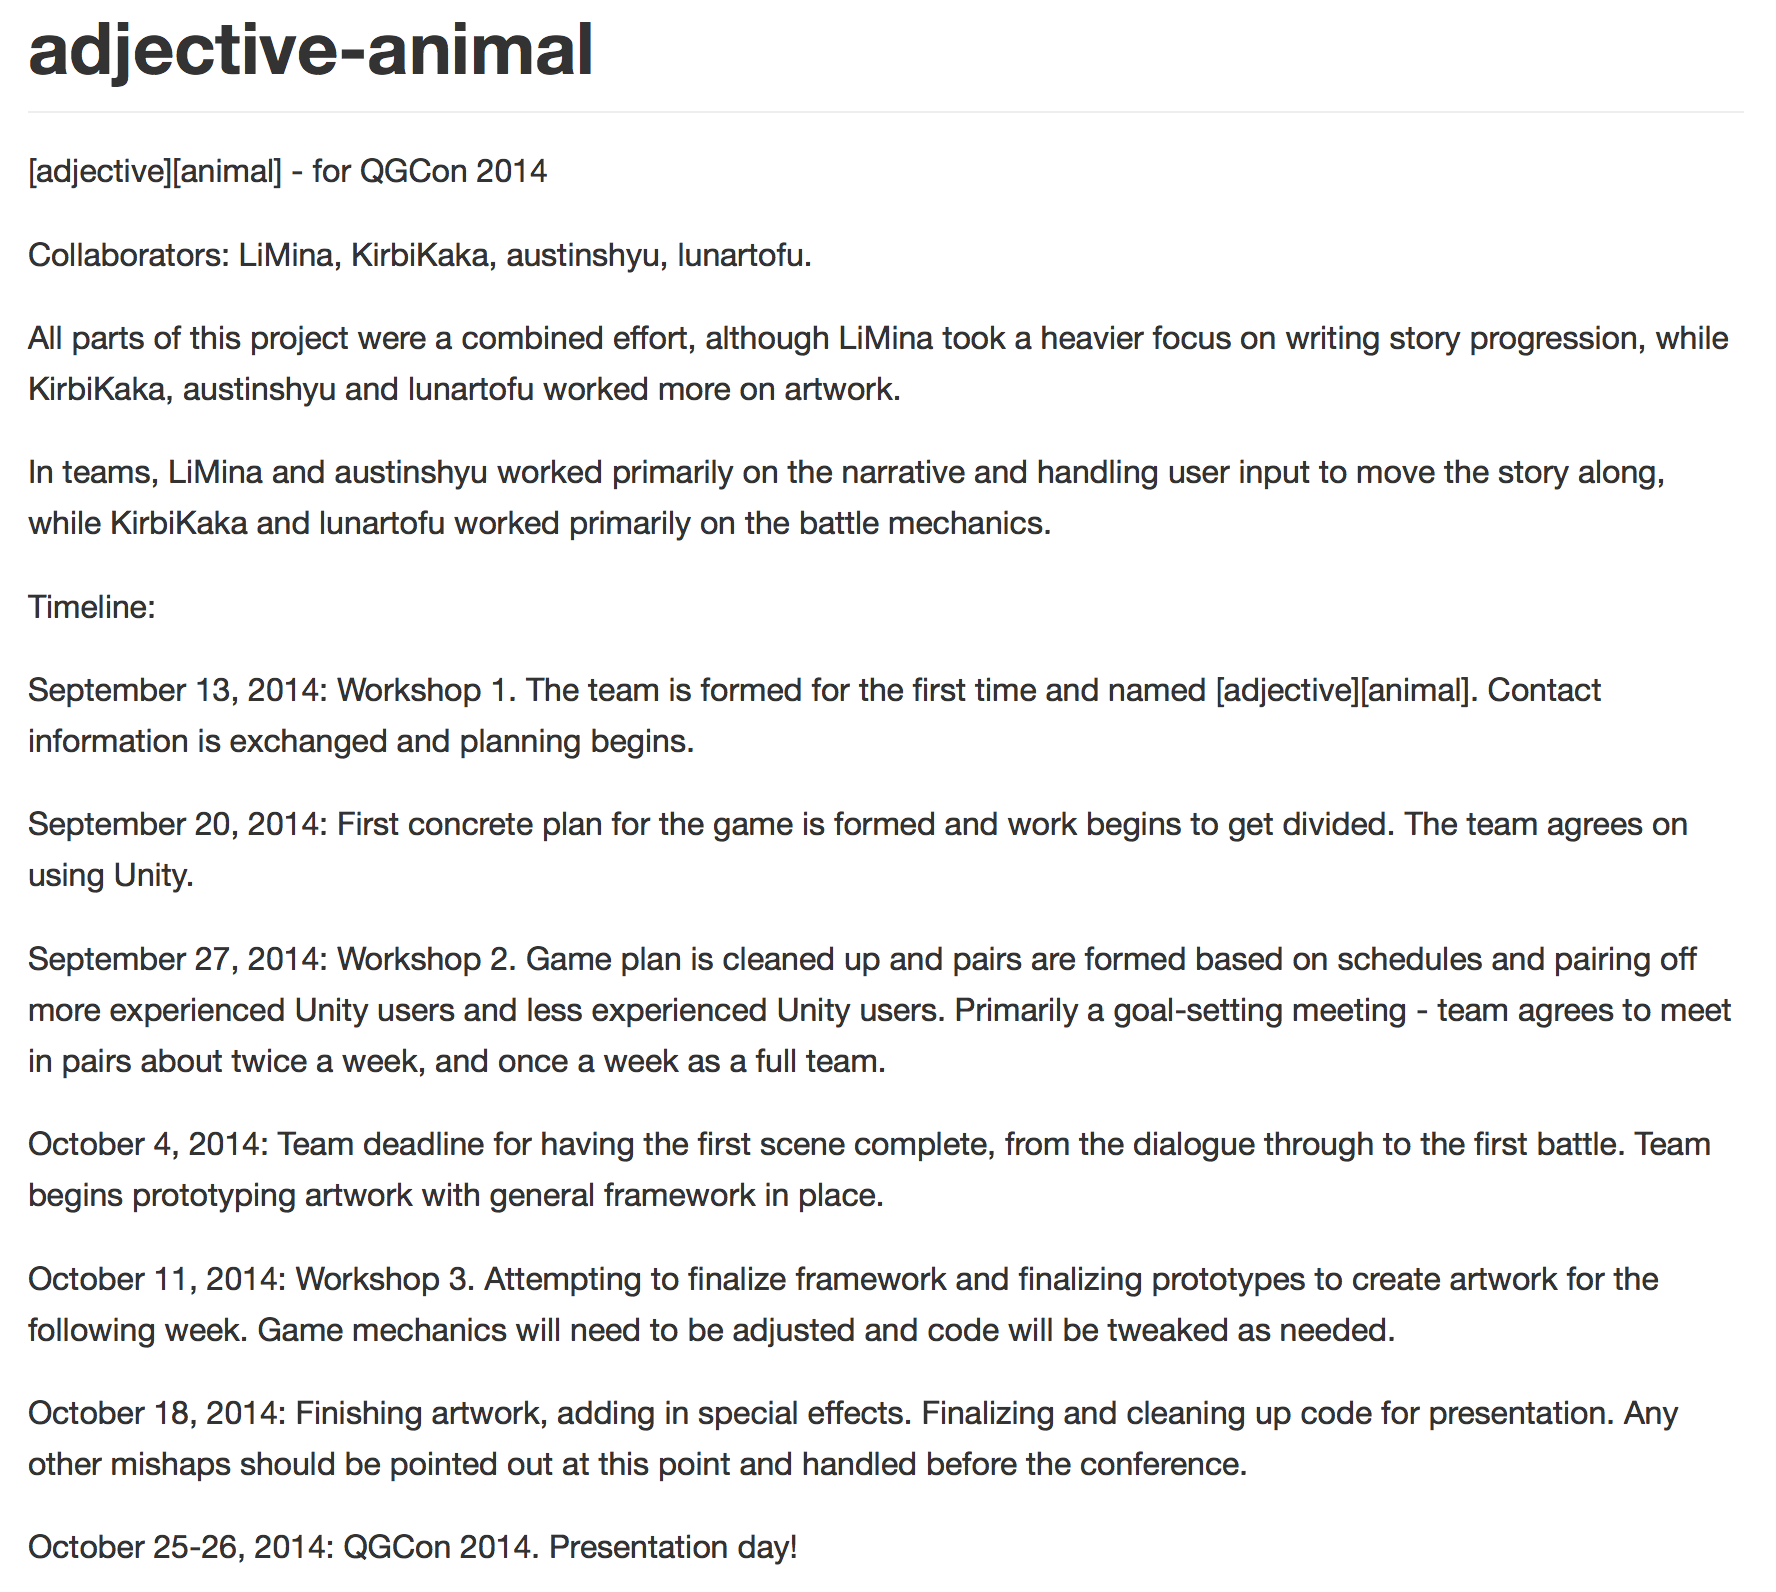 adjective-animal
[adjective][animal] - for QGCon 2014
Collaborators: LiMina, KirbiKaka, austinshyu, lunartofu.
All parts of this project were a combined effort, although LiMina took a heavier focus on writing story progression, while
KirbiKaka, austinshyu and lunartofu worked more on artwork.
In teams, LiMina and austinshyu worked primarily on the narrative and handling user input to move the story along,
while KirbiKaka and lunartofu worked primarily on the battle mechanics.
Timeline:
September 13, 2014: Workshop 1. The team is formed for the first time and named [adjective][animal]. Contact
information is exchanged and planning begins.
September 20, 2014: First concrete plan for the game is formed and work begins to get divided. The team agrees on
using Unity.
September 27, 2014: Workshop 2. Game plan is cleaned up and pairs are formed based on schedules and pairing off
more experienced Unity users and less experienced Unity users. Primarily a goal-setting meeting - team agrees to meet
in pairs about twice a week, and once a week as a full team.
October 4, 2014: Team deadline for having the first scene complete, from the dialogue through to the first battle. Team
begins prototyping artwork with general framework in place.
October 11, 2014: Workshop 3. Attempting to finalize framework and finalizing prototypes to create artwork for the
following week. Game mechanics will need to be adjusted and code will be tweaked as needed.
October 18, 2014: Finishing artwork, adding in special effects. Finalizing and cleaning up code for presentation. Any
other mishaps should be pointed out at this point and handled before the conference.
October 25-26, 2014: QGCon 2014. Presentation day!